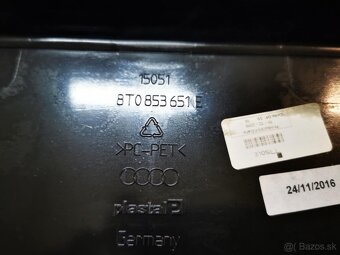 15051
8T0 853 651 E
>PC-PET<
plastal
Germany
24/11/2016
© Bazos.sk